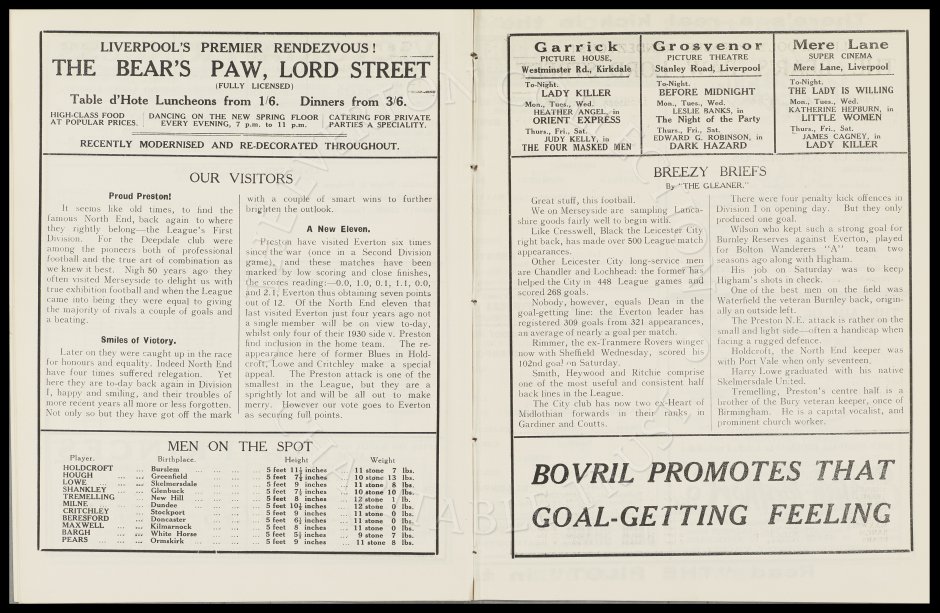 LIVERPOOL'S PREMIER RENDEZVOUS!
THE BEAR'S PAW, LORD STREET
(FULLY LICENSED)
Table d'Hote Luncheons from 1/6. Dinners from 3/6.
HIGH-CLASS FOOD
AT POPULAR PRICES.
DANCING ON THE NEW SPRING FLOOR
EVERY EVENING, 7 p.m. to 11 p.m.
CATERING FOR PRIVATE
PARTIES A SPECIALITY.
RECENTLY MODERNISED AND RE-DECORATED THROUGHOUT.
OUR VISITORS
Proud Preston!
It seems like old times, to find the
famous North End, back again to where
they rightly belong—the League's First
Division. For the Deepdale club were
among the pioneers both of professional
football and the true art of combination as
we knew it best. Nigh 50 years ago they
often visited Merseyside to delight us with
true exhibition football and when the League
came into being they were equal to giving
the majority of rivals a couple of goals and
a beating.
Smiles of Victory.
Later on they were caught up in the race
for honours and equality. Indeed North End
have four times suffered relegation. Yet
here they are to-day back again in Division
I, happy and smiling, and their troubles of
more recent years all more or less forgotten.
Not only so but they have got off the mark
with a couple of smart wins to further
brighten the outlook.
A New Eleven.
Preston have visited Everton six times
since the war (once in a Second Division
game), and these matches have been
marked by low scoring and close finishes,
the scores reading:—0.0, 1.0, 0.1, 1.1, 0.0,
and 2.1, Everton thus obtaining seven points
out of 12. Of the North End eleven that
last visited Everton just four years ago not
a single member will be on view to-day,
whilst only four of their 1930 side v. Preston
find inclusion in the home team. The re-
appearance here of former Blues in Hold-
croft, Lowe and Critchley make a special
appeal. The Preston attack is one of the
smallest in the League, but they are a
sprightly lot and will be all out to make
merry. However our vote goes to Everton
as securing full points.
MEN ON THE SPOT
Player. Birthplace. Height Weight
HOLDCROFT ... Burslem ... 5 feet 11½ inches 11 stone 7 lbs.
HOUGH ... Greenfield ... 5 feet 7½ inches 10 stone 13 lbs.
LOWE ... Skelmersdale ... 5 feet 9 inches 11 stone 8 lbs.
SHANKLEY ... Glenbuck ... 5 feet 7½ inches 10 stone 10 lbs.
TREMELLING ... New Hill ... 5 feet 8 inches 12 stone 1 lb.
MILNE ... Dundee ... 5 feet 10½ inches 12 stone 0 lbs.
CRITCHLEY ... Stockport ... 5 feet 9 inches 11 stone 0 lbs.
BERESFORD ... Doncaster ... 5 feet 6½ inches 11 stone 0 lbs.
MAXWELL ... Kilmarnock ... 5 feet 8 inches 11 stone 0 lbs.
BARGH ... White Horse ... 5 feet inches 9 stone 7 lbs.
PEARS ... Ormskirk ... 5 feet 9 inches 11 stone 8 lbs.
Garrick
PICTURE HOUSE,
Westminster Rd., Kirkdale
To-Night.
LADY KILLER
Mon., Tues., Wed.
HEATHER ANGEL, in
ORIENT EXPRESS
Thurs., Fri., Sat.
JUDY KELLY, in
THE FOUR MASKED MEN
Grosvenor
PICTURE THEATRE
Stanley Road, Liverpool
To-Night.
BEFORE MIDNIGHT
Mon., Tues., Wed.
LESLIE BANKS, in
The Night of the Party
Thurs., Fri., Sat.
EDWARD G. ROBINSON, in
DARK HAZARD
Mere Lane
SUPER CINEMA
Mere Lane, Liverpool
To-Night.
THE LADY IS WILLING
Mon., Tues., Wed.
KATHERINE HEPBURN, in
LITTLE WOMEN
Thurs., Fri., Sat.
JAMES CAGNEY, in
LADY KILLER
BREEZY BRIEFS
By "THE GLEANER."
Great stuff, this football.
We on Merseyside are sampling Lanca-
shire goods fairly well to begin with.
Like Cresswell, Black the Leicester City
right back, has made over 500 League match
appearances.
Other Leicester City long-service men
are Chandler and Lochhead: the former has
helped the City in 448 League games and
scored 268 goals.
Nobody, however, equals Dean in the
goal-getting line: the Everton leader has
registered 309 goals from 321 appearances,
an average of nearly a goal per match.
Rimmer, the ex-Tranmere Rovers winger
now with Sheffield Wednesday, scored his
102nd goal on Saturday.
Smith, Heywood and Ritchie comprise
one of the most useful and consistent half
back lines in the League.
The City club has now two ex-Heart of
Midlothian forwards in their ranks in
Gardiner and Coutts.
There were four penalty kick offences in
Division I on opening day. But they only
produced one goal.
Wilson who kept such a strong goal for
Burnley Reserves against Everton, played
for Bolton Wanderers "A" team two
seasons ago along with Higham.
His job on Saturday was to keep
Higham's shots in check.
One of the best men on the field was
Waterfield the veteran Burnley back, origin-
ally an outside left.
The Preston N.E. attack is rather on the
small and light side—often a handicap when
facing a rugged defence.
Holdcroft, the North End keeper was
with Port Vale when only seventeen.
Harry Lowe graduated with his native
Skelmersdale United.
Tremelling, Preston's centre half is a
brother of the Bury veteran keeper, once of
Birmingham. He is a capital vocalist, and
prominent church worker.
BOVRIL PROMOTES THAT
GOAL-GETTING FEELING